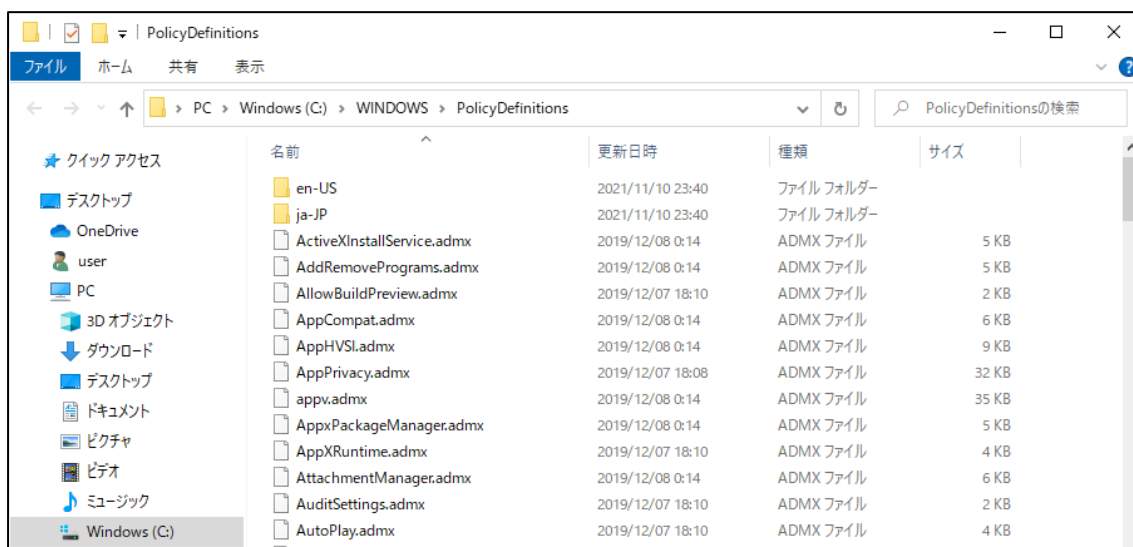 PolicyDefinitions
ファイル ホーム 共有 表示
PC > Windows (C:) > WINDOWS > PolicyDefinitions PolicyDefinitionsの検索
名前 更新日時 種類 サイズ
クイック アクセス
デスクトップ
OneDrive
user
PC
3D オブジェクト
ダウンロード
デスクトップ
ドキュメント
ピクチャ
ビデオ
ミュージック
Windows (C:)
en-US 2021/11/10 23:40 ファイル フォルダー
ja-JP 2021/11/10 23:40 ファイル フォルダー
ActiveXInstallService.admx 2019/12/08 0:14 ADMX ファイル 5 KB
AddRemovePrograms.admx 2019/12/08 0:14 ADMX ファイル 5 KB
AllowBuildPreview.admx 2019/12/07 18:10 ADMX ファイル 2 KB
AppCompat.admx 2019/12/08 0:14 ADMX ファイル 6 KB
AppHVSI.admx 2019/12/08 0:14 ADMX ファイル 9 KB
AppPrivacy.admx 2019/12/07 18:08 ADMX ファイル 32 KB
appv.admx 2019/12/08 0:14 ADMX ファイル 35 KB
AppxPackageManager.admx 2019/12/08 0:14 ADMX ファイル 5 KB
AppXRuntime.admx 2019/12/07 18:10 ADMX ファイル 4 KB
AttachmentManager.admx 2019/12/08 0:14 ADMX ファイル 6 KB
AuditSettings.admx 2019/12/07 18:10 ADMX ファイル 2 KB
AutoPlay.admx 2019/12/07 18:10 ADMX ファイル 4 KB